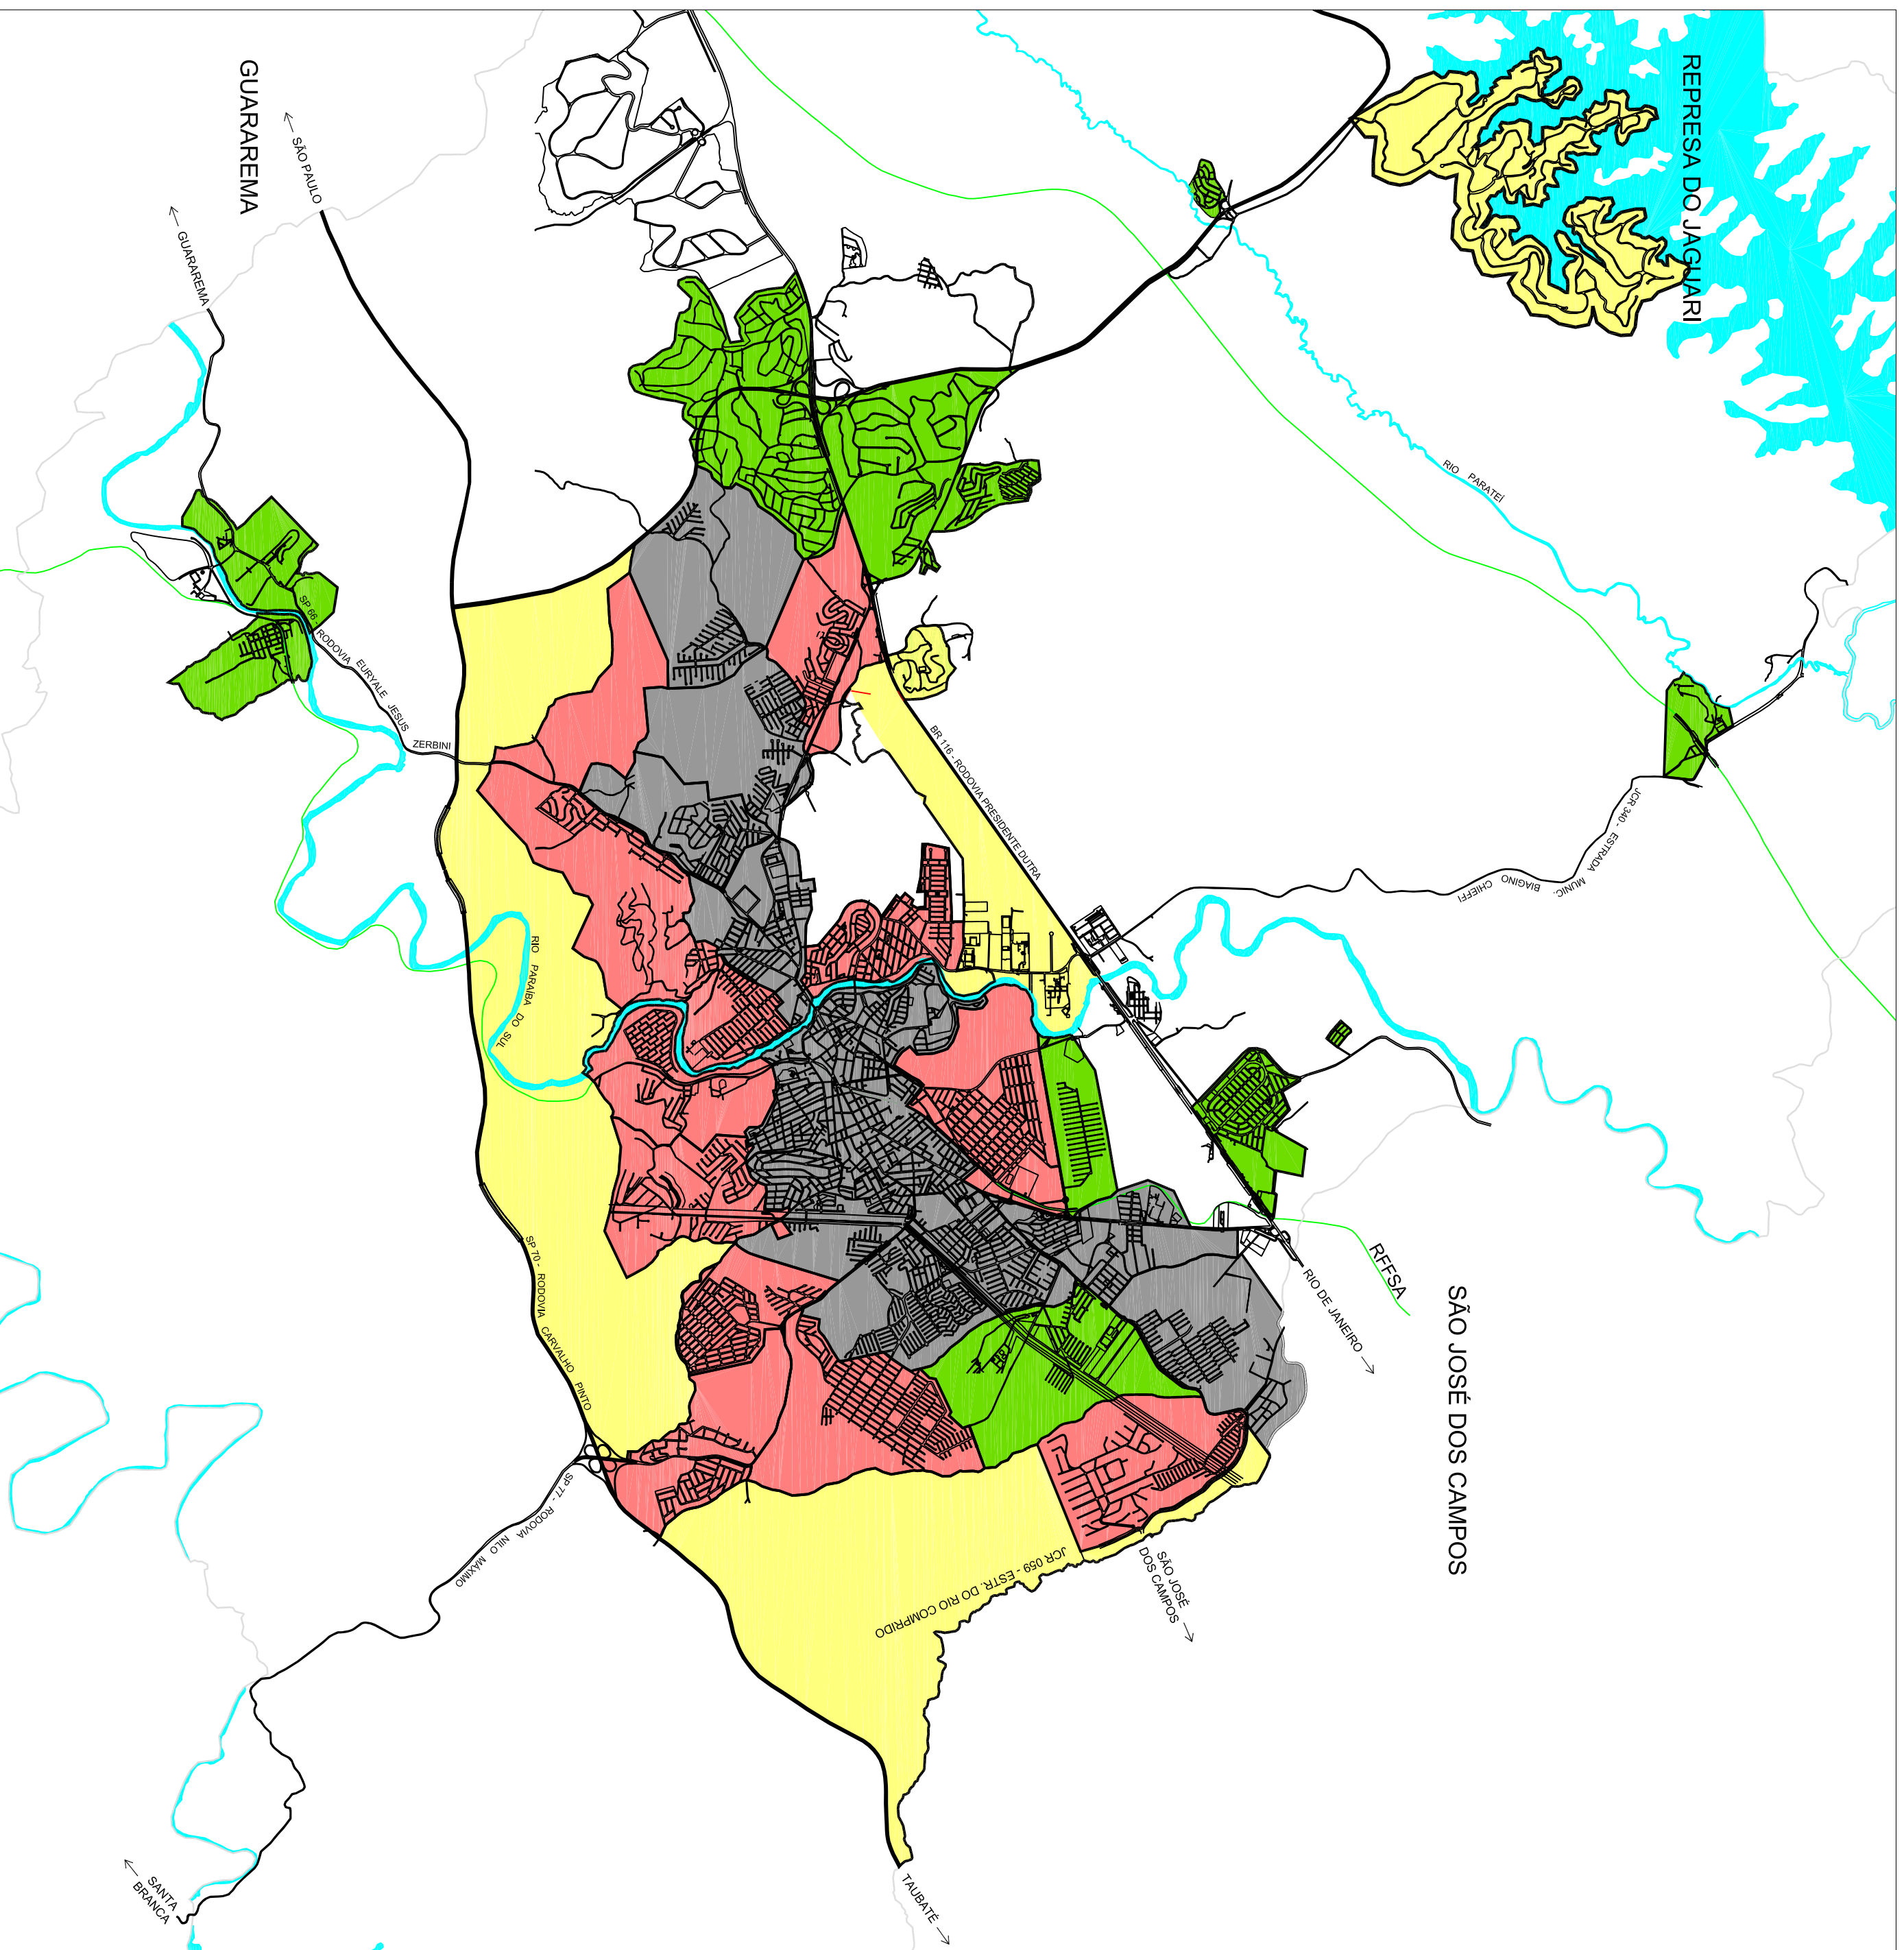 REPRESA DO JAGUARI
GUARAREMA
← SÃO PAULO
← GUARAREMA
RIO PARATEÍ
SP 66 - RODOVIA EURYALE JESUS ZERBINI
BR 116 - RODOVIA PRESIDENTE DUTRA
JCR 340 - ESTRADA MUNIC. BIAGINO CHIEFFI
RIO PARAÍBA DO SUL
SP 70 - RODOVIA CARVALHO PINTO
RFFSA
RIO DE JANEIRO →
SÃO JOSÉ DOS CAMPOS
SP 77 - RODOVIA NILO MÁXIMO
JCR 059 - ESTR. DO RIO COMPRIDO
SÃO JOSÉ
DOS CAMPOS →
TAUBATÉ →
← SANTA
BRANCA